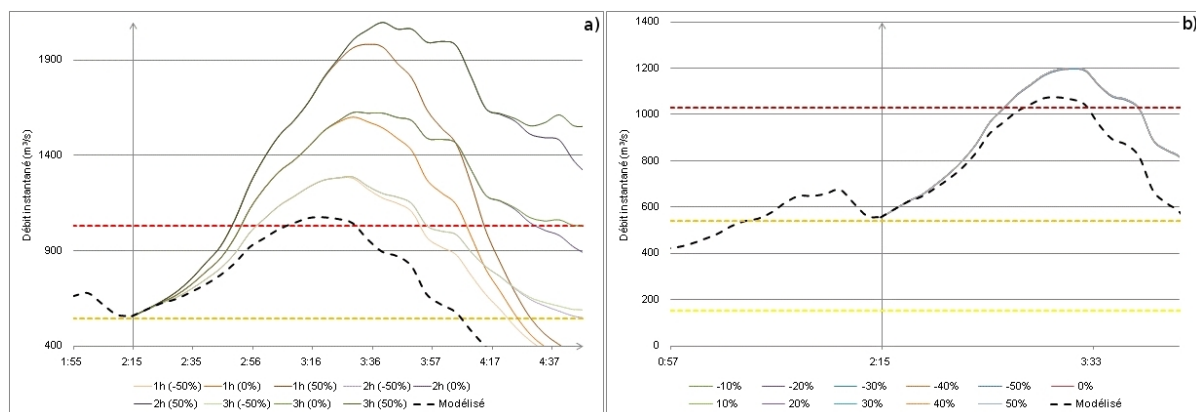 a)
Débit instantané (m³/s)
1900
1400
900
400
1:55 2:15 2:35 2:56 3:16 3:36 3:57 4:17 4:37
1h (-50%) 1h (0%) 1h (50%) 2h (-50%) 2h (0%)
2h (50%) 3h (-50%) 3h (0%) 3h (50%) Modélisé
b)
Débit instantané (m³/s)
1400
1200
1000
800
600
400
200
0
0:57 2:15 3:33
-10% -20% -30% -40% -50% 0%
10% 20% 30% 40% 50% Modélisé